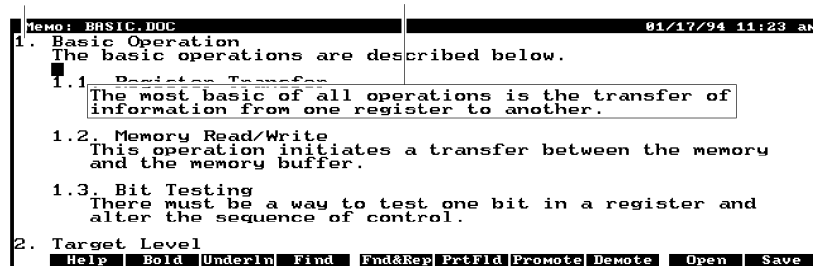 Memo: BASIC.DOC 01/17/94 11:23 am
1. Basic Operation
The basic operations are described below.
1.1. Register Transfer
The most basic of all operations is the transfer of
information from one register to another.
1.2. Memory Read/Write
This operation initiates a transfer between the memory
and the memory buffer.
1.3. Bit Testing
There must be a way to test one bit in a register and
alter the sequence of control.
2. Target Level
Help Bold Underln Find Fnd&Rep PrtFld Promote Demote Open Save